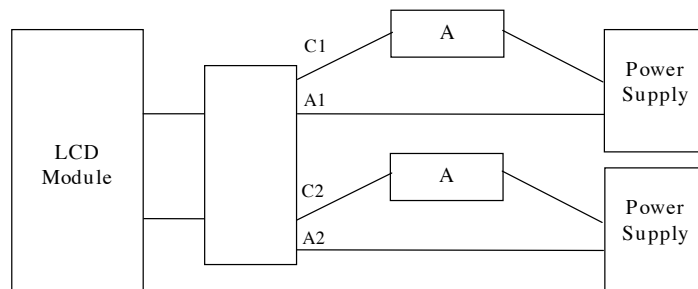 LCD
Module
C1
A
A1
Power
Supply
C2
A
A2
Power
Supply